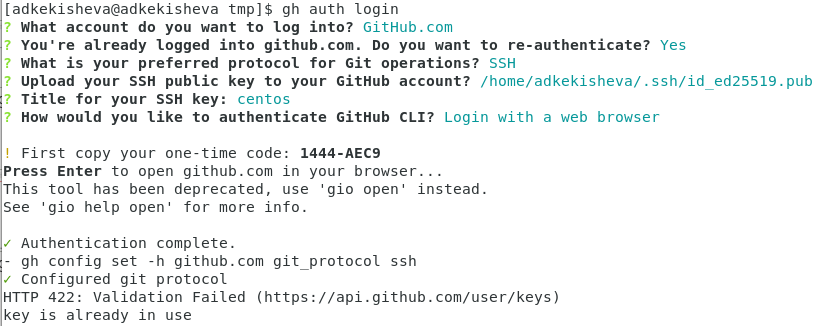 [adkekisheva@adkekisheva tmp]$ gh auth login
? What account do you want to log into? GitHub.com
? You're already logged into github.com. Do you want to re-authenticate? Yes
? What is your preferred protocol for Git operations? SSH
? Upload your SSH public key to your GitHub account? /home/adkekisheva/.ssh/id_ed25519.pub
? Title for your SSH key: centos
? How would you like to authenticate GitHub CLI? Login with a web browser
! First copy your one-time code: 1444-AEC9
Press Enter to open github.com in your browser...
This tool has been deprecated, use 'gio open' instead.
See 'gio help open' for more info.
✓ Authentication complete.
- gh config set -h github.com git_protocol ssh
✓ Configured git protocol
HTTP 422: Validation Failed (https://api.github.com/user/keys)
key is already in use